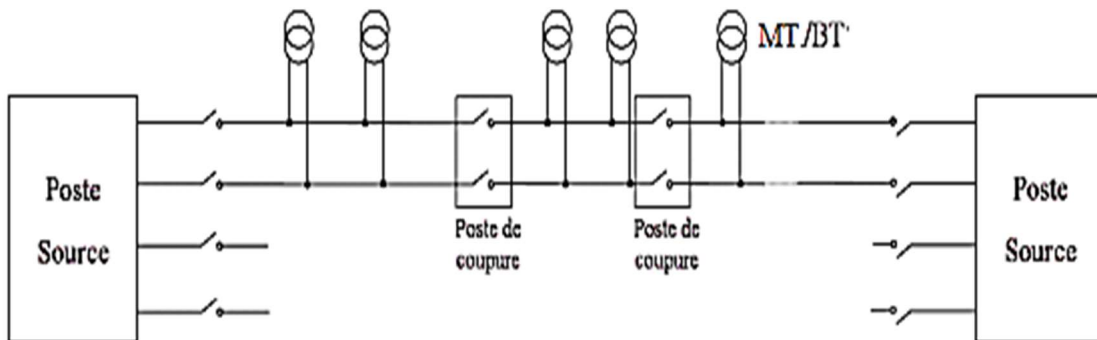 MT/BT
Poste
Source
Poste de
coupure
Poste de
coupure
Poste
Source